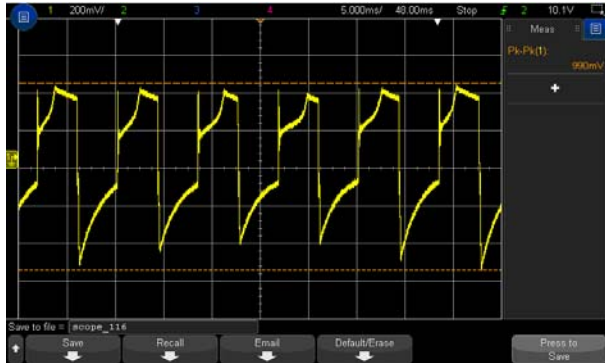 1 200mV/ 2 3 4 5.000ms/ 48.00ms Stop 2 10.1V
Meas
Pk-Pk(1):
990mV
+
Save to file = scope_116
Save Recall Email Default/Erase Press to
Save